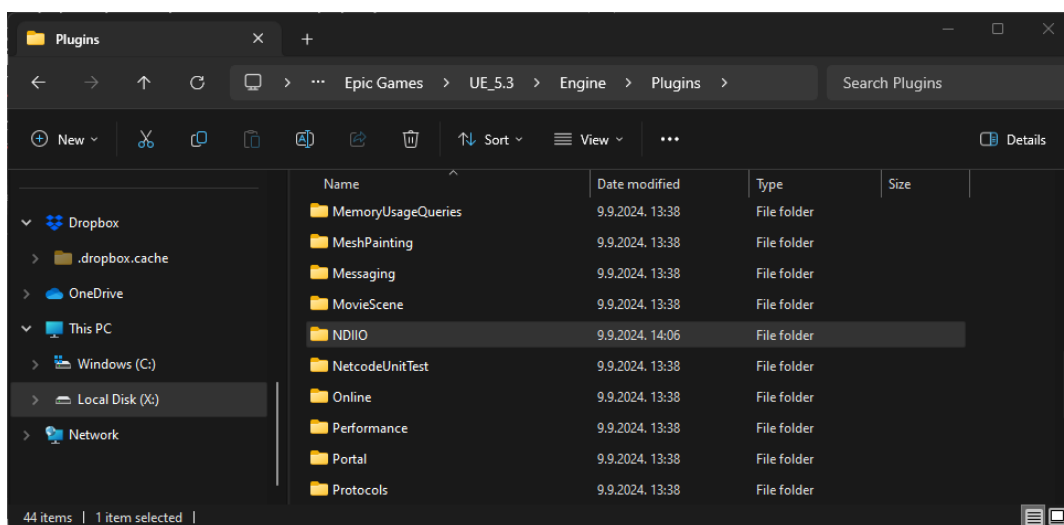 Plugins
··· Epic Games > UE_5.3 > Engine > Plugins >
Search Plugins
New
Sort
View
···
Details
Name Date modified Type Size
Dropbox
.dropbox.cache
OneDrive
This PC
Windows (C:)
Local Disk (X:)
Network
MemoryUsageQueries 9.9.2024. 13:38 File folder
MeshPainting 9.9.2024. 13:38 File folder
Messaging 9.9.2024. 13:38 File folder
MovieScene 9.9.2024. 13:38 File folder
NDIIO 9.9.2024. 14:06 File folder
NetcodeUnitTest 9.9.2024. 13:38 File folder
Online 9.9.2024. 13:38 File folder
Performance 9.9.2024. 13:38 File folder
Portal 9.9.2024. 13:38 File folder
Protocols 9.9.2024. 13:38 File folder
44 items | 1 item selected |